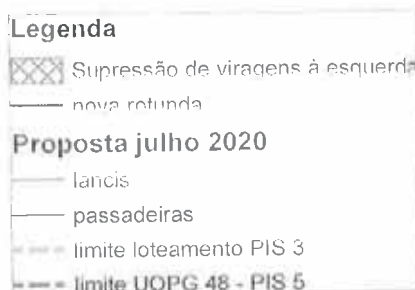 Legenda
Supressão de viragens à esquerda
nova rotunda
Proposta julho 2020
lancis
passadeiras
limite loteamento PIS 3
limite UOPG 48 - PIS 5